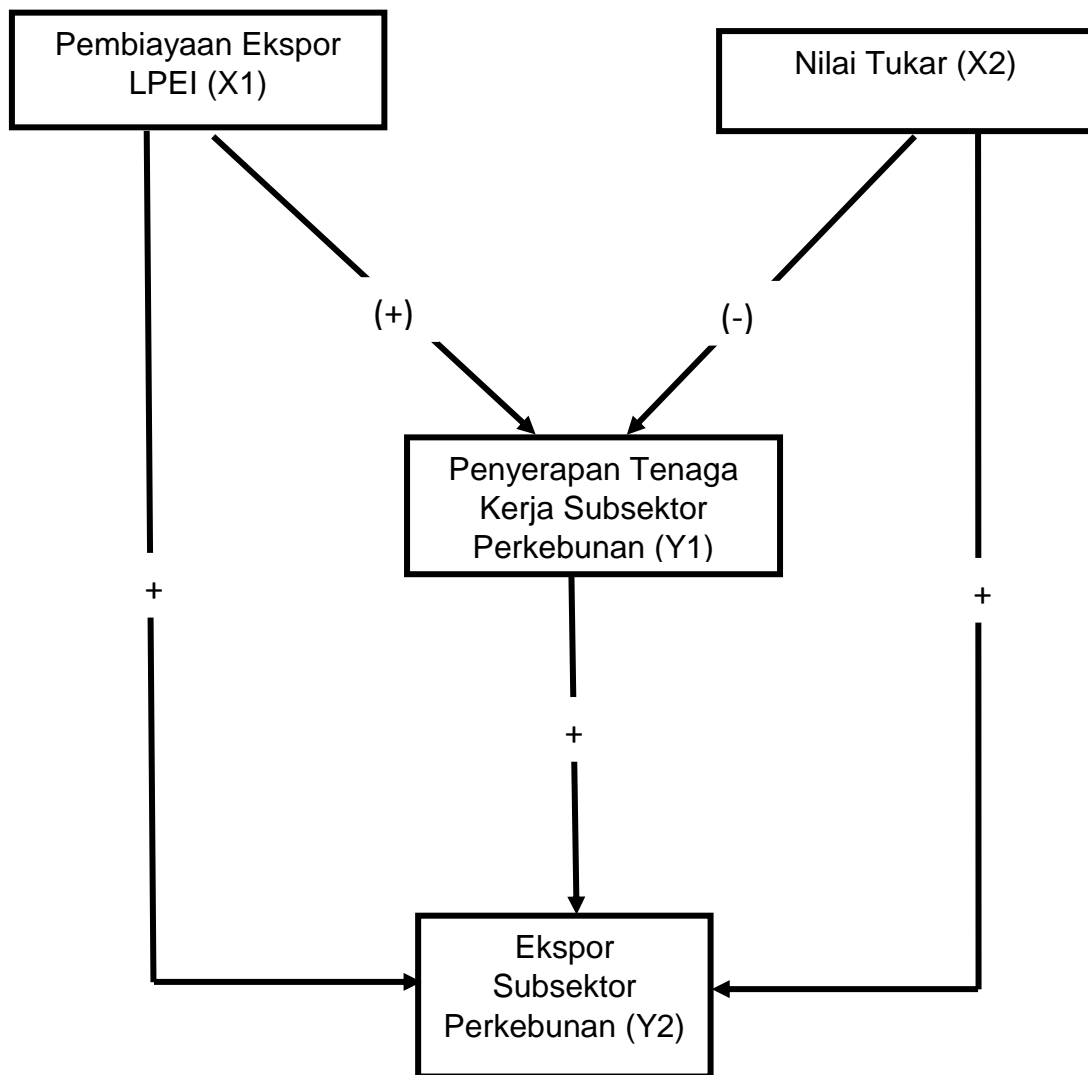 Pembiayaan Ekspor
LPEI (X1)
Nilai Tukar (X2)
(+)
(-)
Penyerapan Tenaga
Kerja Subsektor
Perkebunan (Y1)
+
+
+
Ekspor
Subsektor
Perkebunan (Y2)